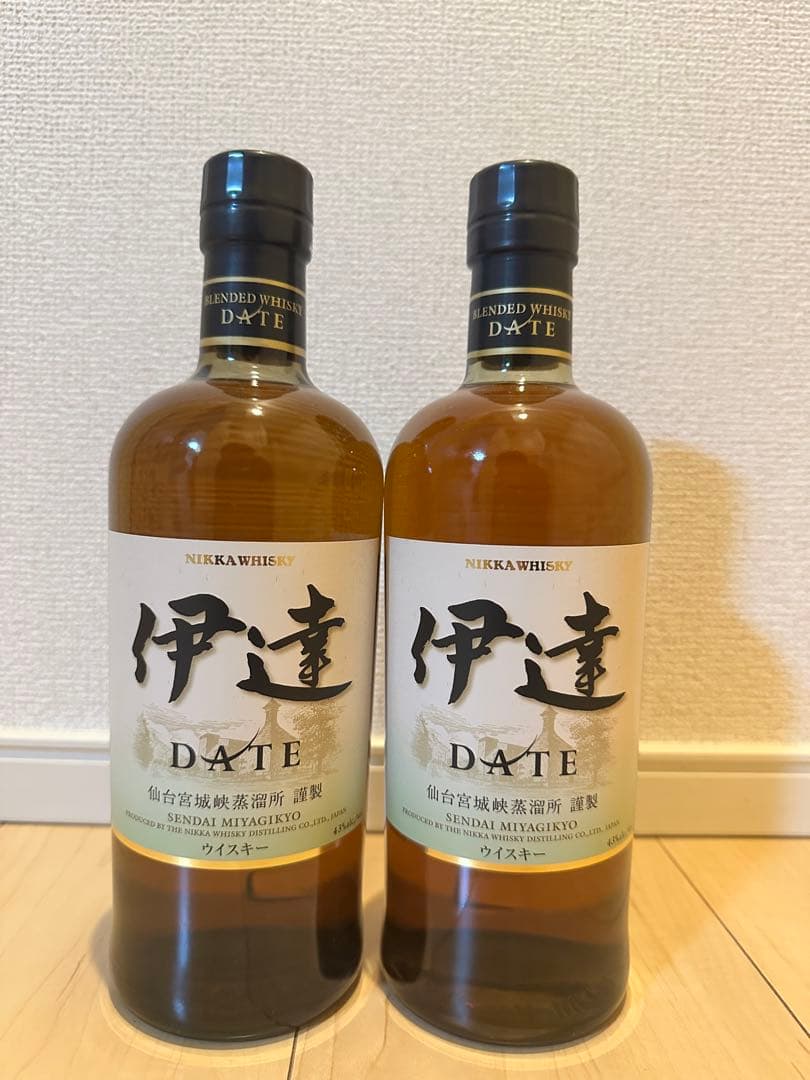 BLENDED WHISKY
DATE
NIKKA WHISKY
伊達
DATE
仙台宮城峡蒸溜所 謹製
SENDAI MIYAGIKYO
PRODUCED BY THE NIKKA WHISKY DISTILLING CO.,LTD., JAPAN
43%
ウイスキー
BLENDED WHISKY
DATE
NIKKA WHISKY
伊達
DATE
仙台宮城峡蒸溜所 謹製
SENDAI MIYAGIKYO
PRODUCED BY THE NIKKA WHISKY DISTILLING CO.,LTD., JAPAN
43%
ウイスキー